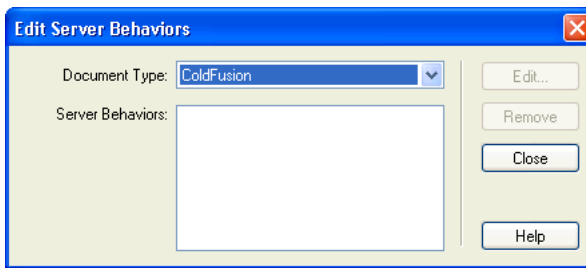 Edit Server Behaviors
Document Type: ColdFusion
Edit...
Server Behaviors:
Remove
Close
Help